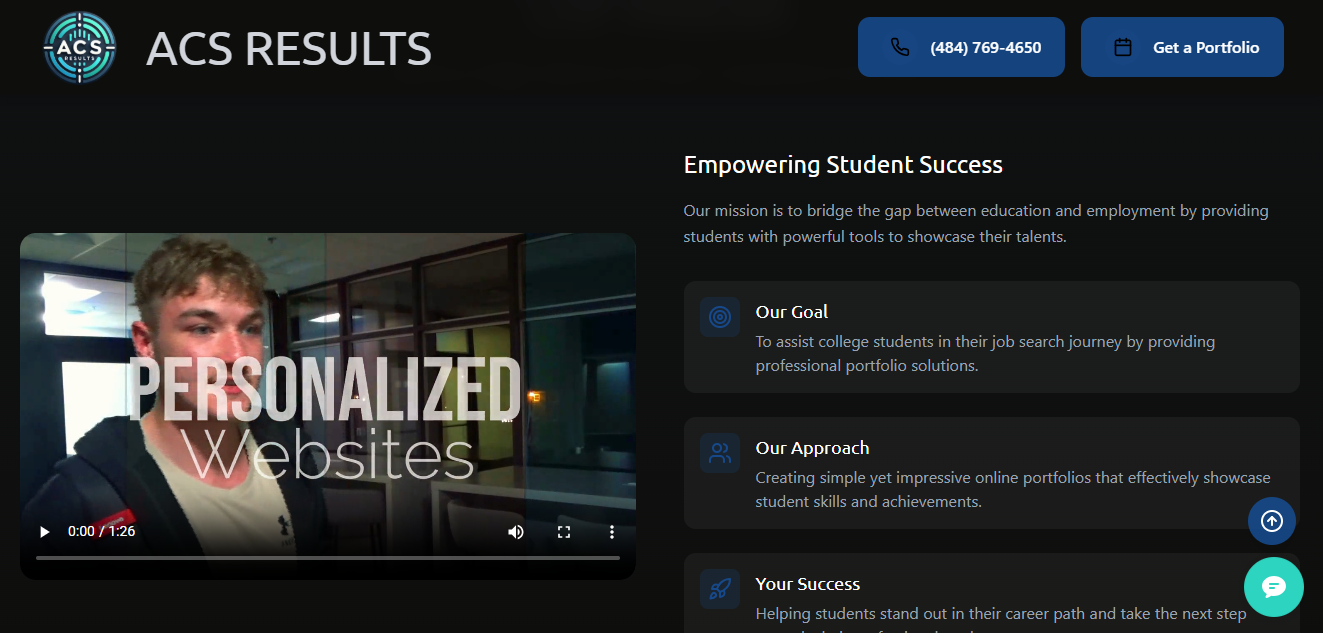 ACS
RESULTS
ACS RESULTS
(484) 769-4650
Get a Portfolio
Empowering Student Success
Our mission is to bridge the gap between education and employment by providing
students with powerful tools to showcase their talents.
PERSONALIZED
Websites
0:00 / 1:26
Our Goal
To assist college students in their job search journey by providing
professional portfolio solutions.
Our Approach
Creating simple yet impressive online portfolios that effectively showcase
student skills and achievements.
Your Success
Helping students stand out in their career path and take the next step